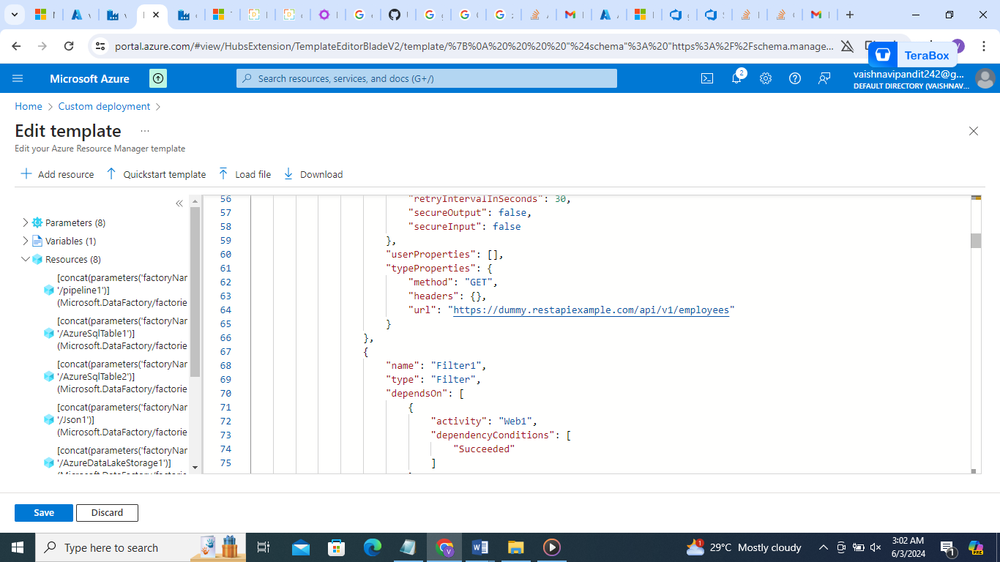 portal.azure.com/#view/HubsExtension/TemplateEditorBladeV2/template/%7B%0A%20%20%20%20"%24schema"%3A%20"https%3A%2F%2Fschema.manage...
TeraBox
Microsoft Azure
Search resources, services, and docs (G+/)
2
vaishnavipandit242@g...
DEFAULT DIRECTORY (VAISHNAV...
Home > Custom deployment >
Edit template ...
Edit your Azure Resource Manager template
Add resource
Quickstart template
Load file
Download
Parameters (8)
Variables (1)
Resources (8)
[concat(parameters('factoryNar
'/pipeline1')]
(Microsoft.DataFactory/factorie
[concat(parameters('factoryNar
'/AzureSqlTable1')]
(Microsoft.DataFactory/factorie
[concat(parameters('factoryNar
'/AzureSqlTable2')]
(Microsoft.DataFactory/factorie
[concat(parameters('factoryNar
'/Json1')]
(Microsoft.DataFactory/factorie
[concat(parameters('factoryNar
'/AzureDataLakeStorage1')]
(Microsoft.DataFactory/factorie
56 "retryIntervalInSeconds": 30,
57 "secureOutput": false,
58 "secureInput": false
59 },
60 "userProperties": [],
61 "typeProperties": {
62 "method": "GET",
63 "headers": {},
64 "url": "https://dummy.restapiexample.com/api/v1/employees"
65 }
66 },
67 {
68 "name": "Filter1",
69 "type": "Filter",
70 "dependsOn": [
71 {
72 "activity": "Web1",
73 "dependencyConditions": [
74 "Succeeded"
75 ]
Save
Discard
Type here to search
1
29°C Mostly cloudy
3:02 AM
6/3/2024
1
PRE